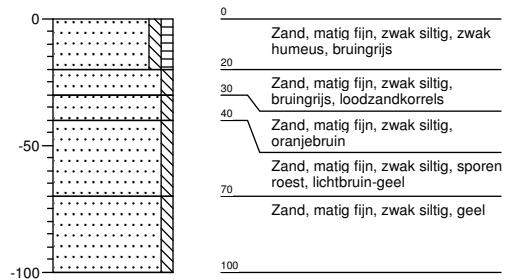 0
-50
-100
0
Zand, matig fijn, zwak siltig, zwak
humeus, bruingrijs
20
Zand, matig fijn, zwak siltig,
bruingrijs, loodzandkorrels
30
40
Zand, matig fijn, zwak siltig,
oranjebruin
Zand, matig fijn, zwak siltig, sporen
roest, lichtbruin-geel
70
Zand, matig fijn, zwak siltig, geel
100